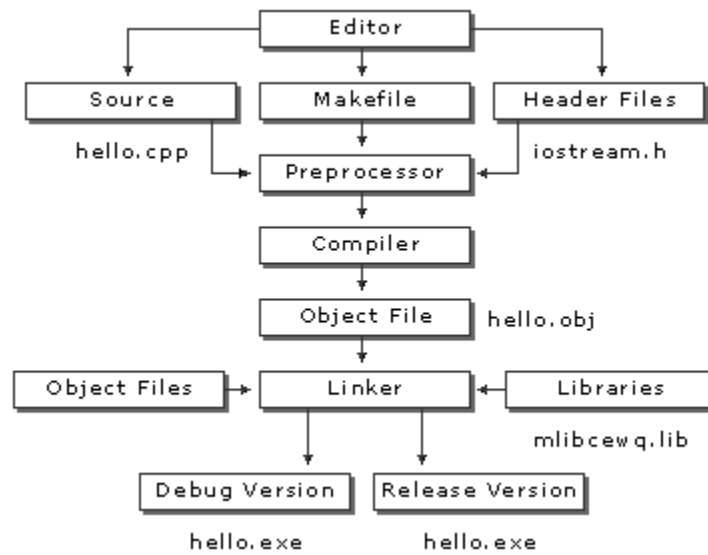 Editor
Source
Makefile
Header Files
hello.cpp
iostream.h
Preprocessor
Compiler
Object File
hello.obj
Object Files
Linker
Libraries
mlibcewq.lib
Debug Version
Release Version
hello.exe
hello.exe